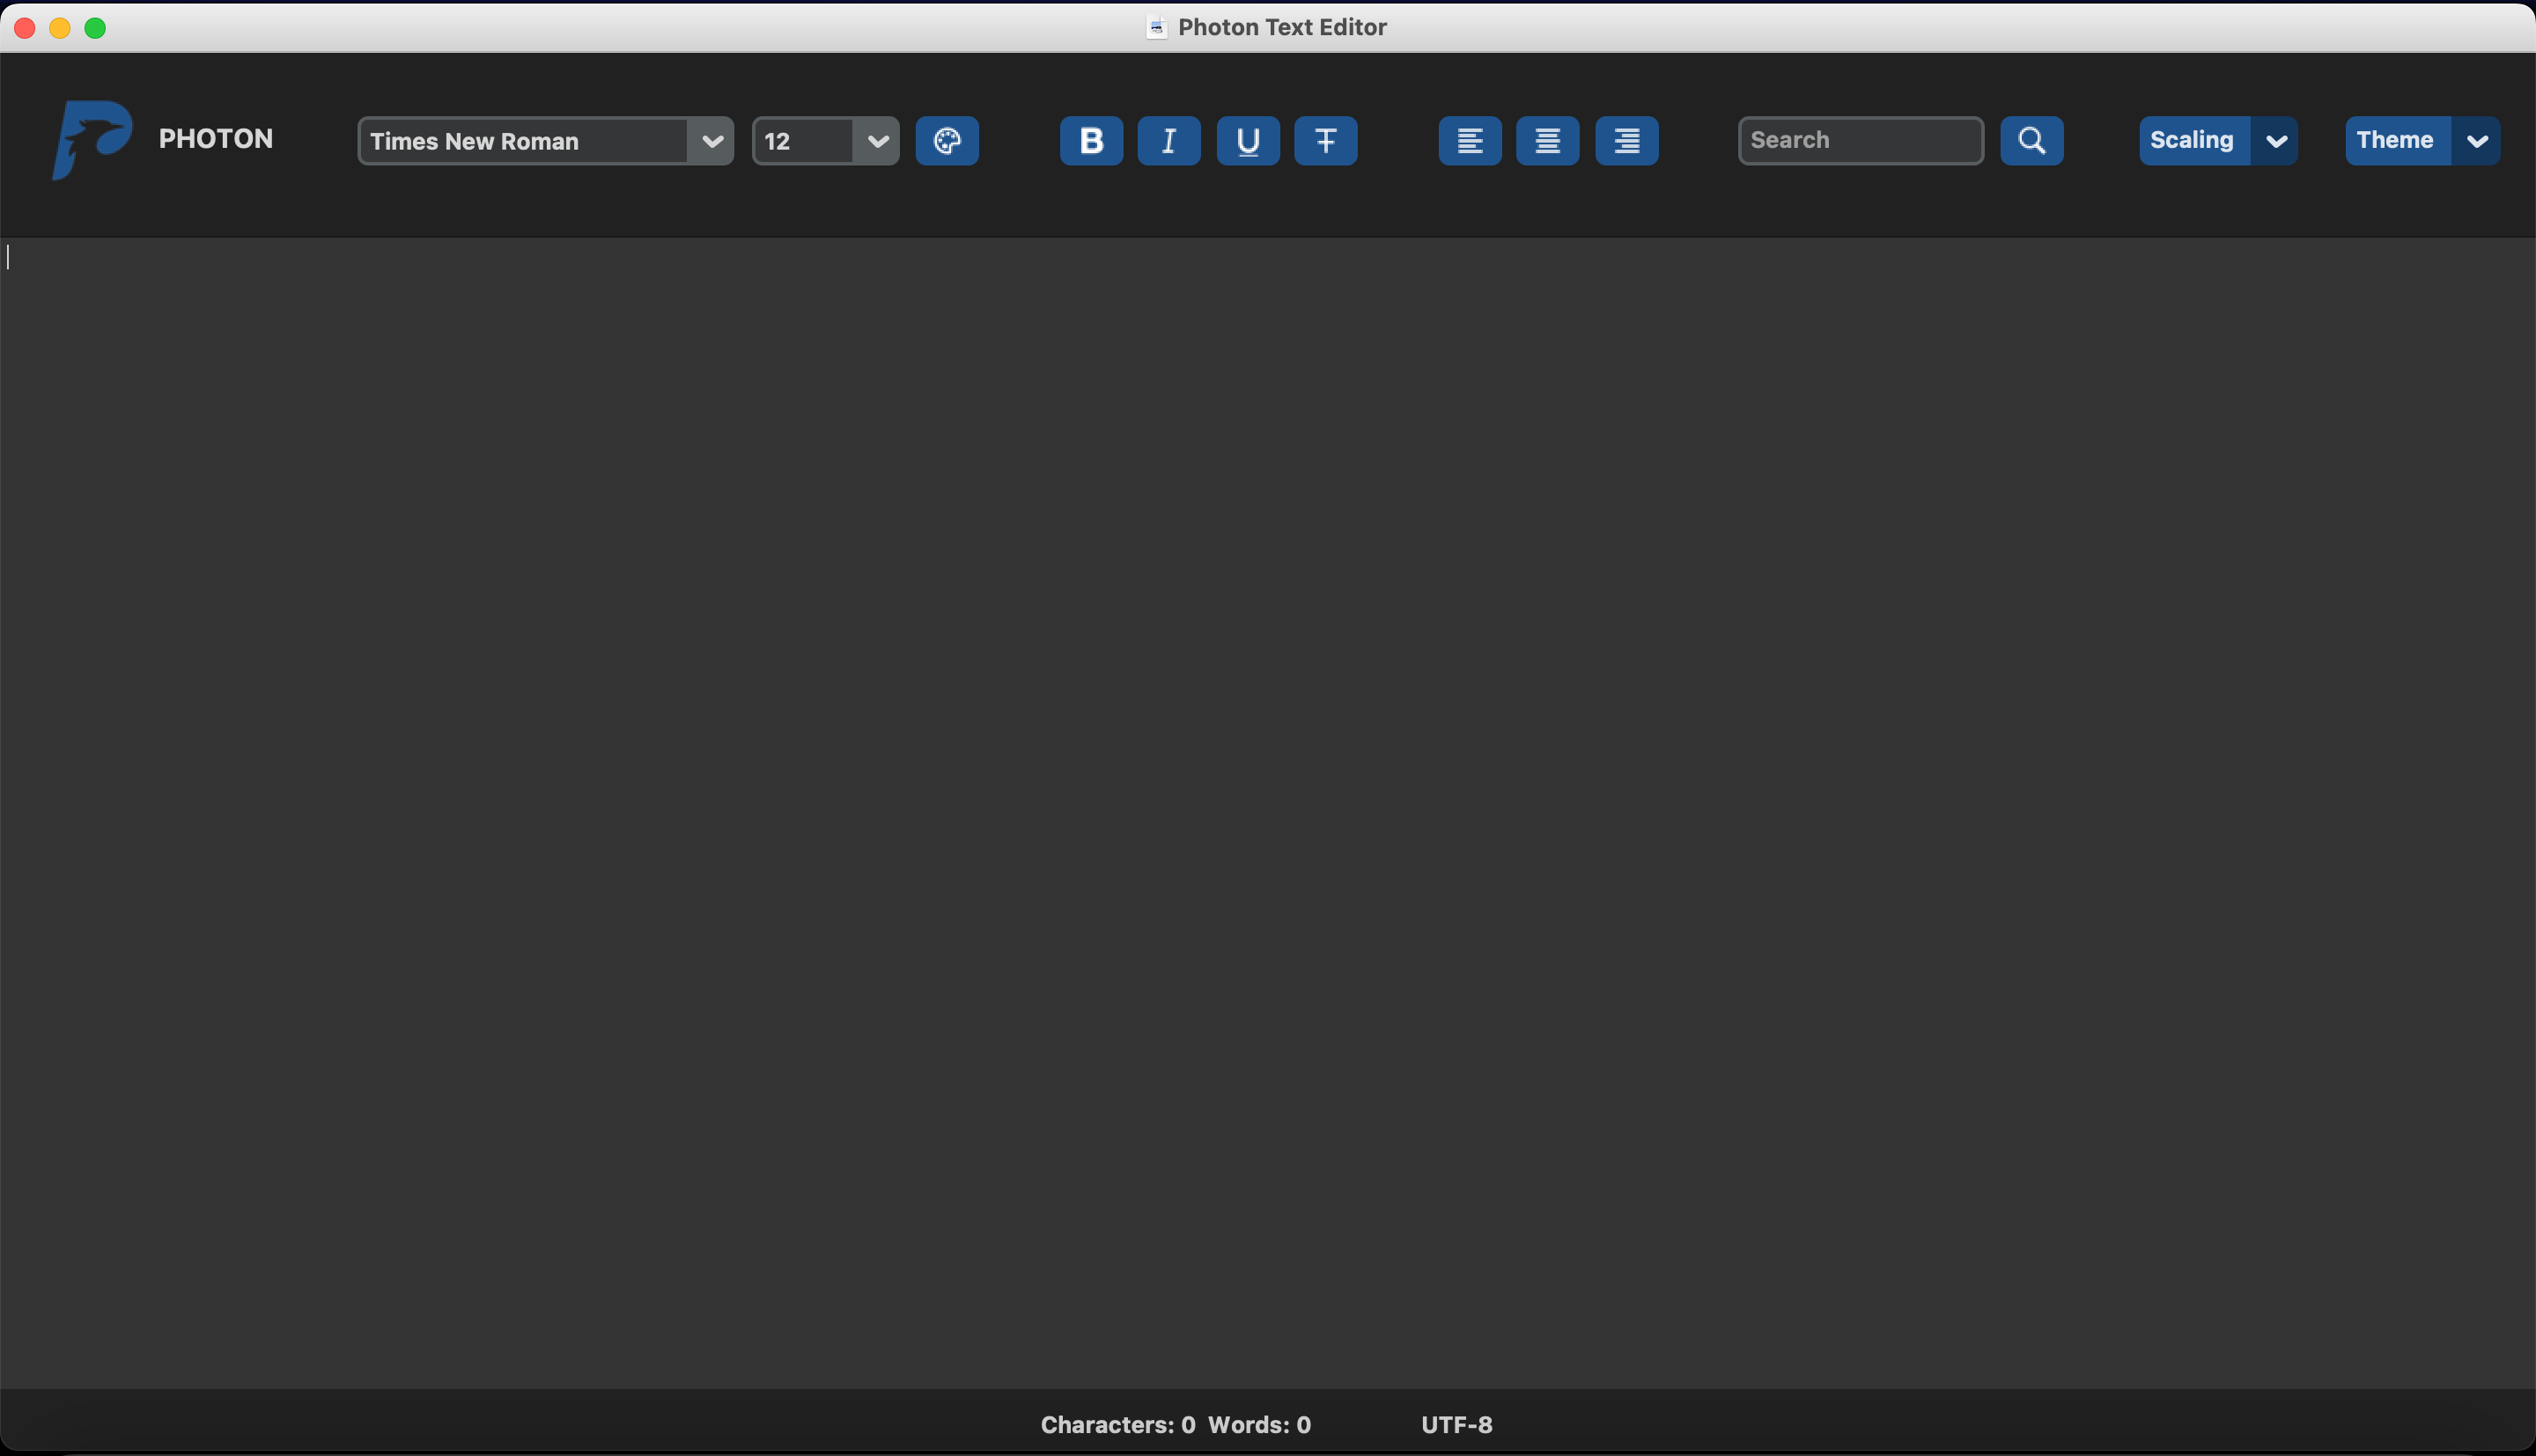 Photon Text Editor
PHOTON
Times New Roman
12
B I U T
Search
Scaling
Theme
Characters: 0 Words: 0 UTF-8